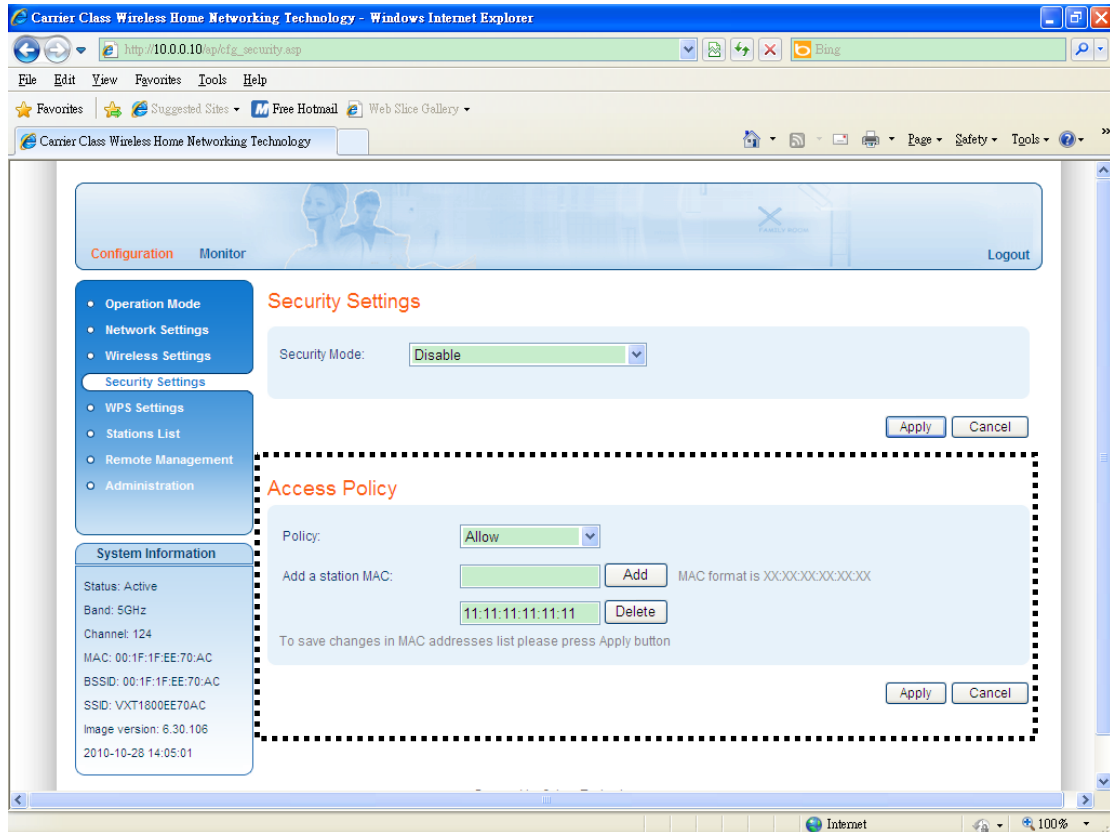 Carrier Class Wireless Home Networking Technology - Windows Internet Explorer
http://10.0.0.10/ap/cfg_security.asp
Bing
File Edit View Favorites Tools Help
Favorites Suggested Sites Free Hotmail Web Slice Gallery
Carrier Class Wireless Home Networking Technology Page Safety Tools
Configuration Monitor Logout
Operation Mode
Network Settings
Wireless Settings
Security Settings
WPS Settings
Stations List
Remote Management
Administration
System Information
Status: Active
Band: 5GHz
Channel: 124
MAC: 00:1F:1F:EE:70:AC
BSSID: 00:1F:1F:EE:70:AC
SSID: VXT1800EE70AC
Image version: 6.30.106
2010-10-28 14:05:01
Security Settings
Security Mode: Disable
Apply Cancel
Access Policy
Policy: Allow
Add a station MAC: Add MAC format is XX:XX:XX:XX:XX:XX
11:11:11:11:11:11 Delete
To save changes in MAC addresses list please press Apply button
Apply Cancel
Internet 100%